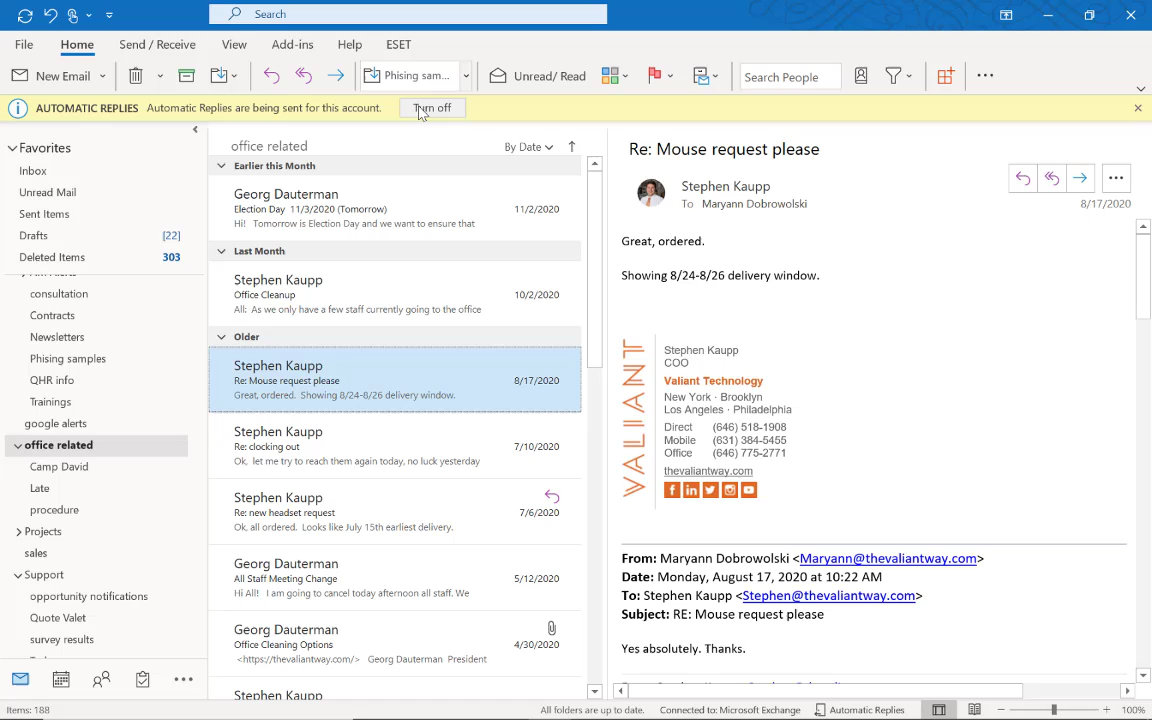 Search
File Home Send / Receive View Add-ins Help ESET
New Email Phising sam... Unread/ Read Search People
AUTOMATIC REPLIES Automatic Replies are being sent for this account. Turn off
Favorites
Inbox
Unread Mail
Sent Items
Drafts [22]
Deleted Items 303
consultation
Contracts
Newsletters
Phising samples
QHR info
Trainings
google alerts
office related
Camp David
Late
procedure
Projects
sales
Support
opportunity notifications
Quote Valet
survey results
office related By Date
Earlier this Month
Georg Dauterman
Election Day 11/3/2020 (Tomorrow) 11/2/2020
Hi! Tomorrow is Election Day and we want to ensure that
Last Month
Stephen Kaupp
Office Cleanup 10/2/2020
All: As we only have a few staff currently going to the office
Older
Stephen Kaupp
Re: Mouse request please 8/17/2020
Great, ordered. Showing 8/24-8/26 delivery window.
Stephen Kaupp
Re: clocking out 7/10/2020
Ok, let me try to reach them again today, no luck yesterday
Stephen Kaupp
Re: new headset request 7/6/2020
Ok, all ordered. Looks like July 15th earliest delivery.
Georg Dauterman
All Staff Meeting Change 5/12/2020
Hi All! I am going to cancel today afternoon all staff. We
Georg Dauterman
Office Cleaning Options 4/30/2020
<https://thevaliantway.com/> Georg Dauterman President
Stephen Kaupp
Re: Mouse request please
Stephen Kaupp
To Maryann Dobrowolski 8/17/2020
Great, ordered.
Showing 8/24-8/26 delivery window.
VALIANT
Stephen Kaupp
COO
Valiant Technology
New York · Brooklyn
Los Angeles · Philadelphia
Direct (646) 518-1908
Mobile (631) 384-5455
Office (646) 775-2771
thevaliantway.com
From: Maryann Dobrowolski <Maryann@thevaliantway.com>
Date: Monday, August 17, 2020 at 10:22 AM
To: Stephen Kaupp <Stephen@thevaliantway.com>
Subject: RE: Mouse request please
Yes absolutely. Thanks.
Items: 188 All folders are up to date. Connected to: Microsoft Exchange Automatic Replies 100%